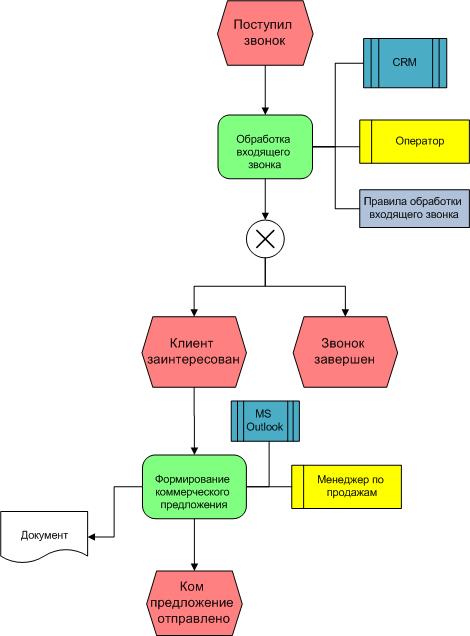 Поступил
звонок
CRM
Обработка
входящего
звонка
Оператор
Правила обработки
входящего звонка
Клиент
заинтересован
Звонок
завершен
MS
Outlook
Формирование
коммерческого
предложения
Менеджер по
продажам
Документ
Ком
предложение
отправлено